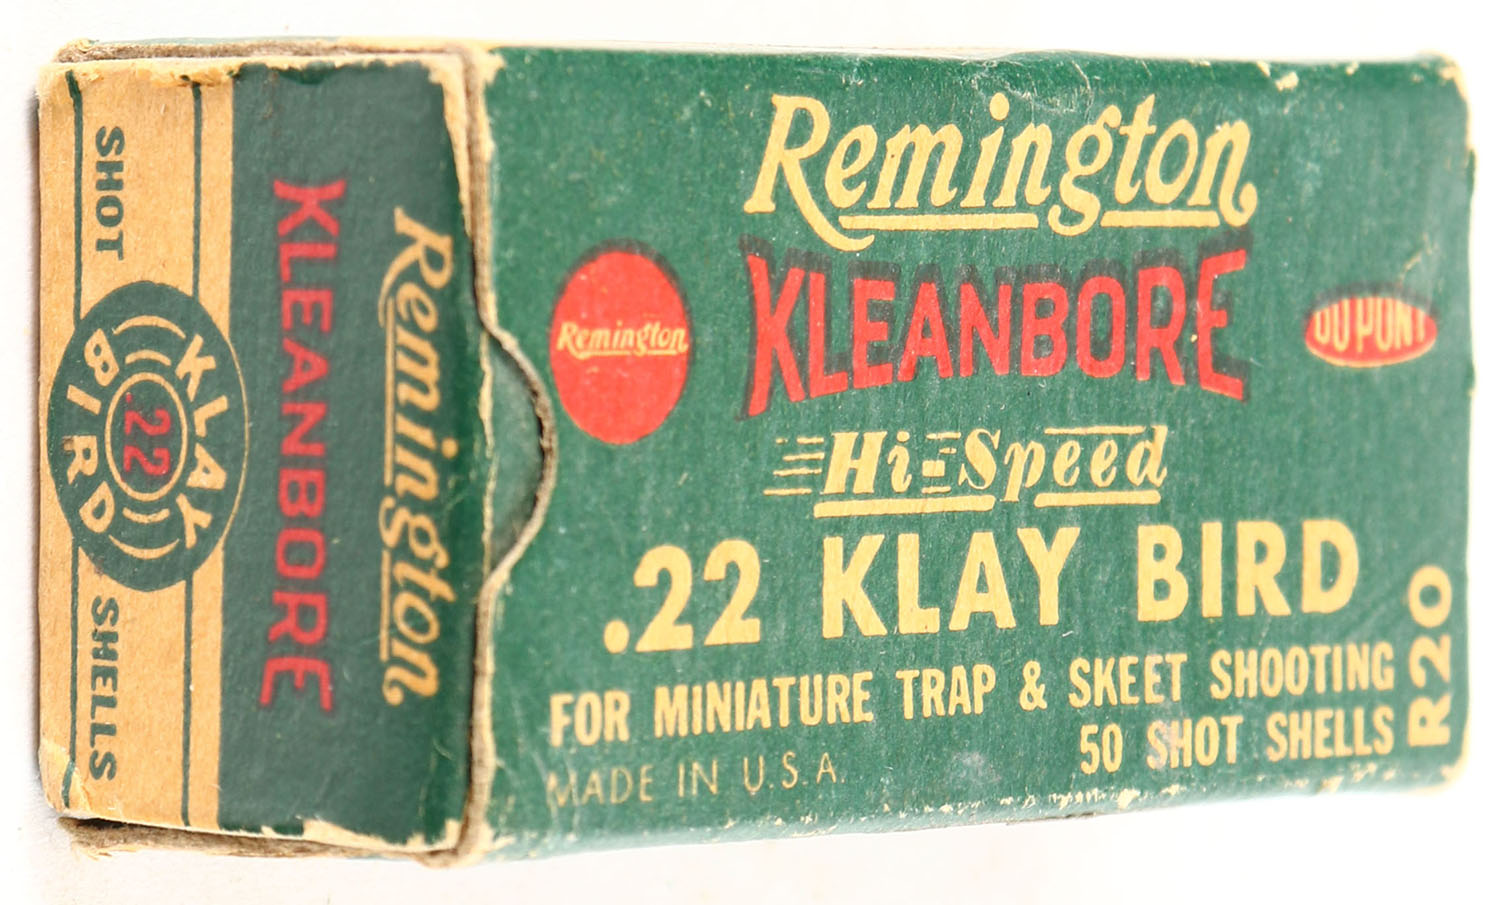 Remington
KLEANBORE
Remington
DU PONT
Hi-Speed
.22 KLAY BIRD
FOR MINIATURE TRAP & SKEET SHOOTING
50 SHOT SHELLS
R20
MADE IN U.S.A.
Remington
KLEANBORE
KLAY
.22
BIRD
SHOT SHELLS